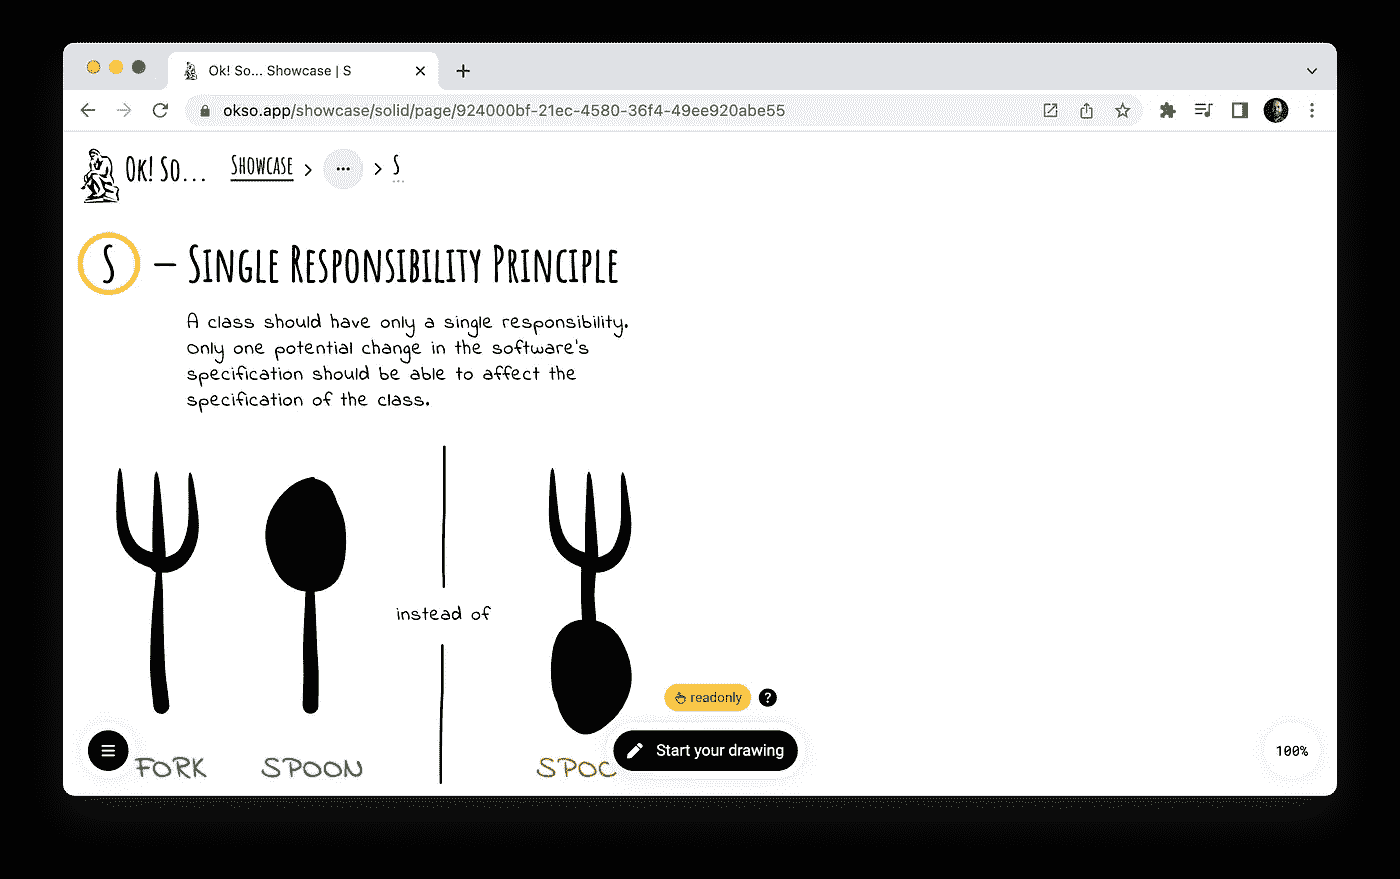 Ok! So... Showcase | S
okso.app/showcase/solid/page/924000bf-21ec-4580-36f4-49ee920abe55
Ok! So...
Showcase > ... > S
S — Single Responsibility Principle
A class should have only a single responsibility.
Only one potential change in the software's
specification should be able to affect the
specification of the class.
instead of
readonly ?
Start your drawing
100%
FORK SPOON